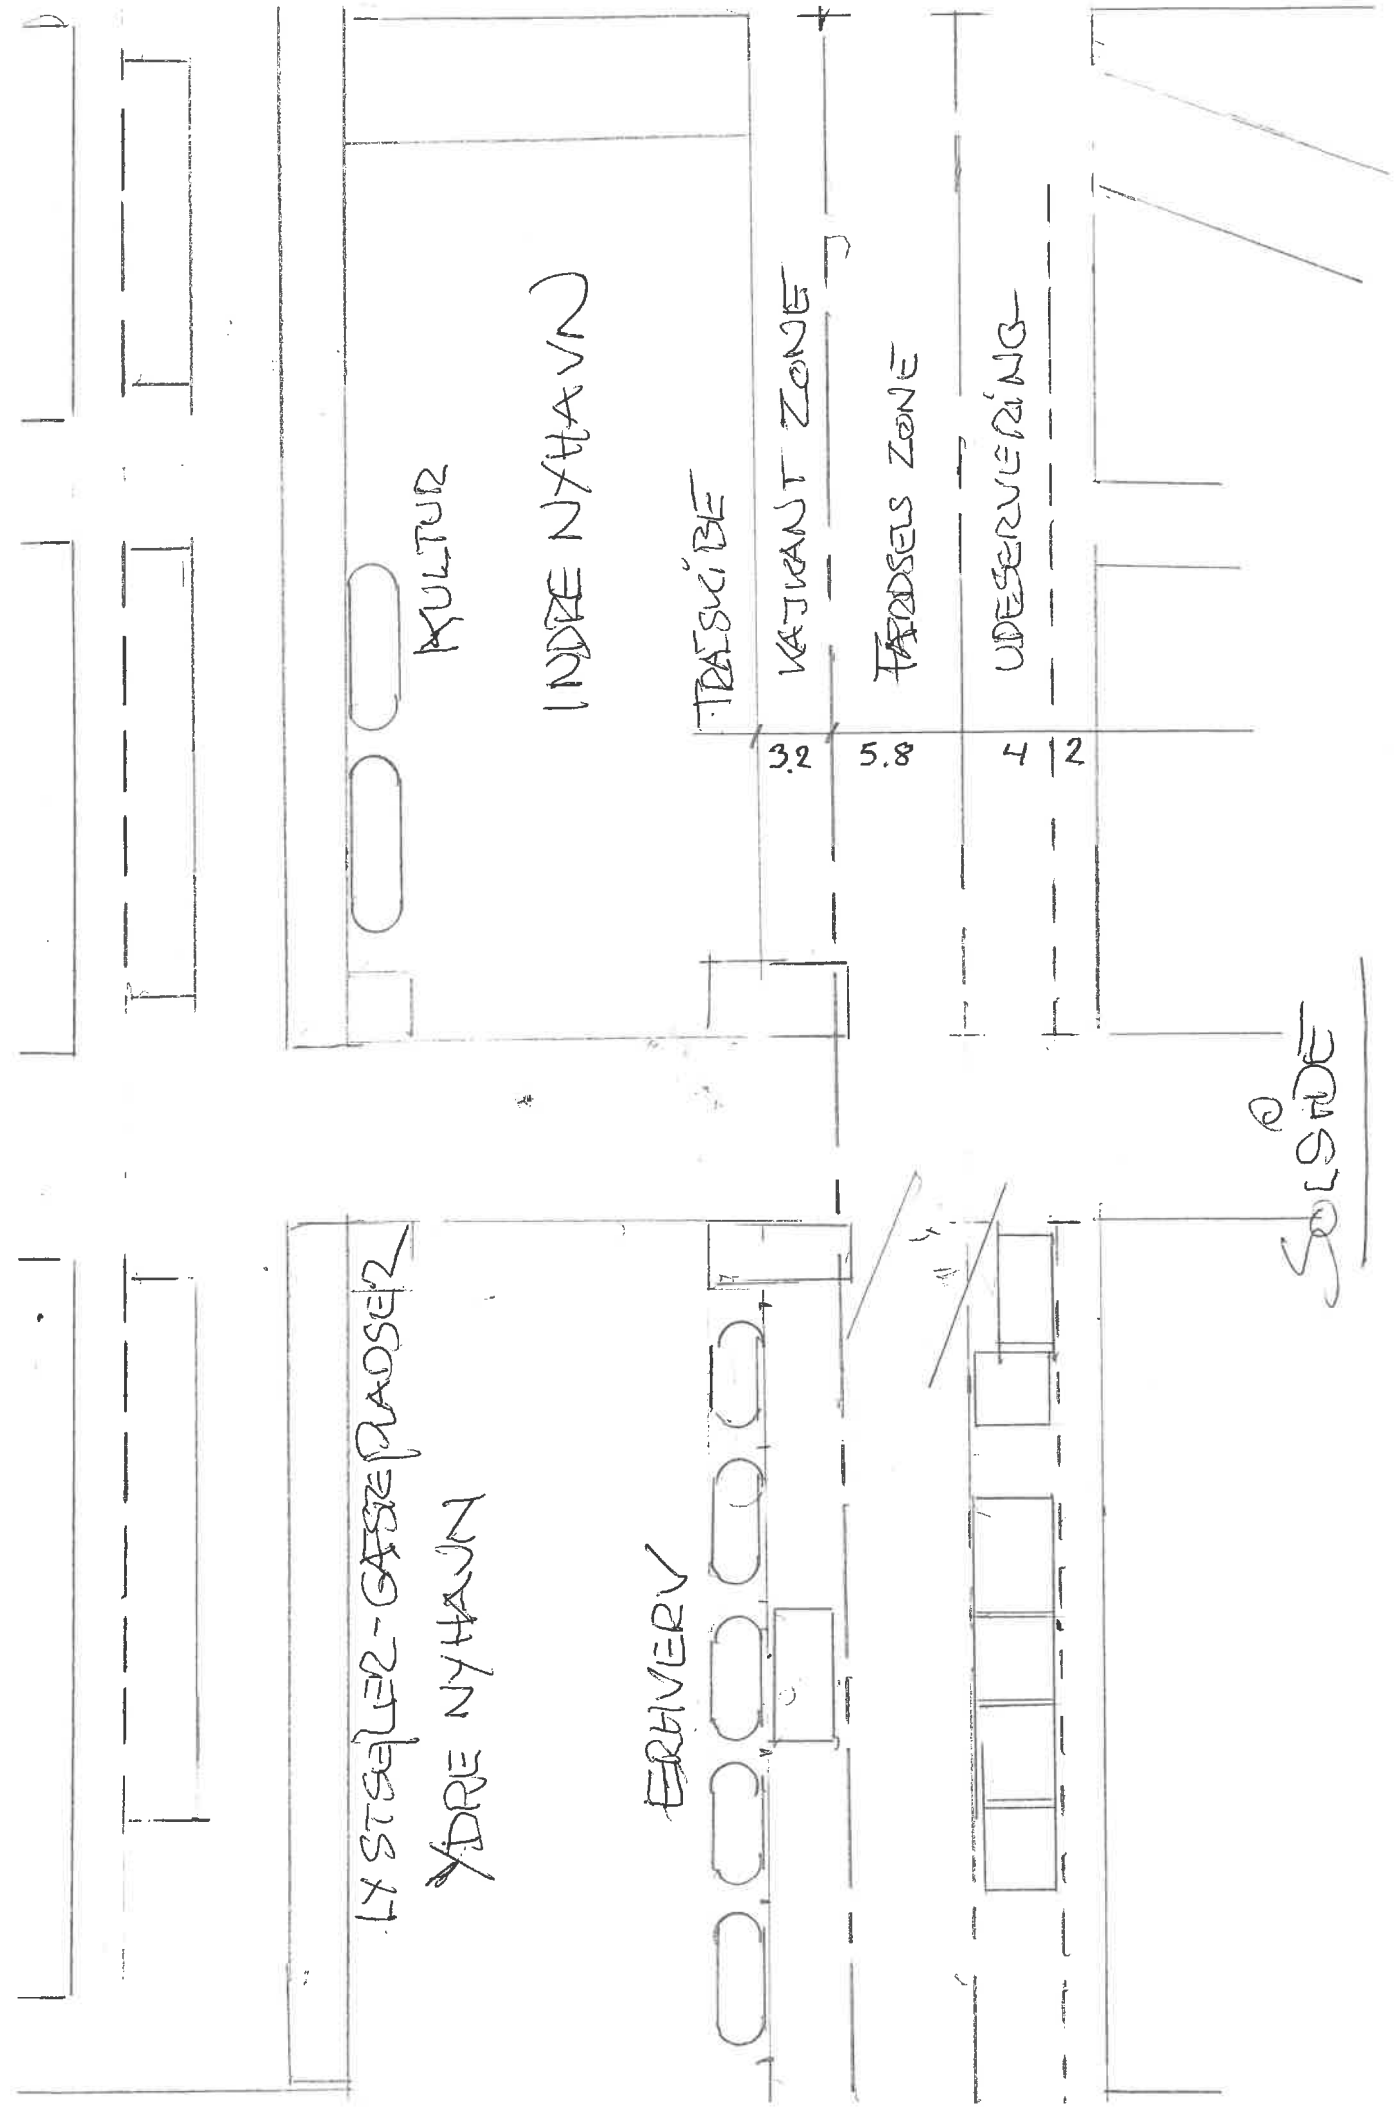 LYSTSEJLER-GÆSTEPLADSER
YDRE NYHAVN
ERHVERV
KULTUR
INDRE NYHAVN
TRÆSKIBE
KAJKANT ZONE
FÆRDSELS ZONE
UDESERVERING
3.2
5.8
4
2
SOLSIDE